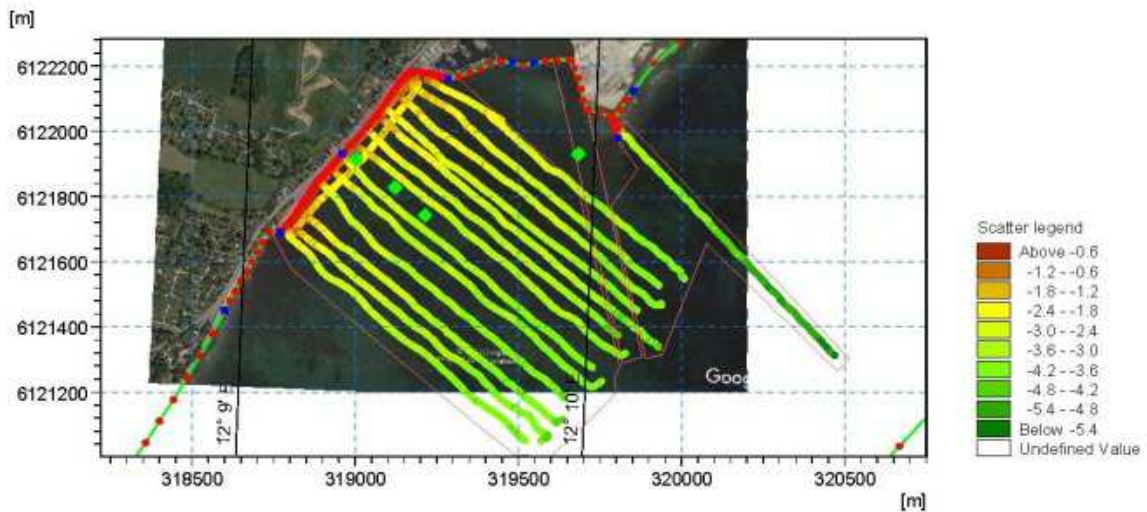 [m]
6122200
6122000
6121800
6121600
6121400
6121200
12° 9' E
12° 10' E
318500
319000
319500
320000
320500
[m]
Scatter legend
Above -0.6
-1.2 - -0.6
-1.8 - -1.2
-2.4 - -1.8
-3.0 - -2.4
-3.6 - -3.0
-4.2 - -3.6
-4.8 - -4.2
-5.4 - -4.8
Below -5.4
Undefined Value